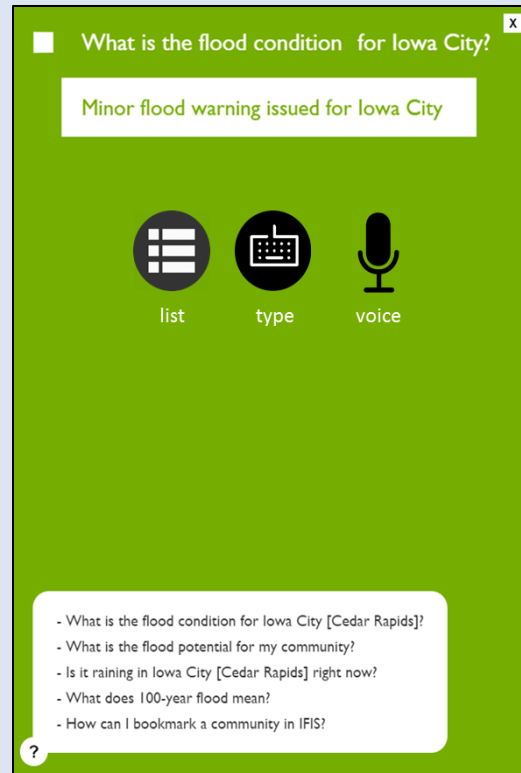 X
What is the flood condition for Iowa City?
Minor flood warning issued for Iowa City
list type voice
- What is the flood condition for Iowa City [Cedar Rapids]?
- What is the flood potential for my community?
- Is it raining in Iowa City [Cedar Rapids] right now?
- What does 100-year flood mean?
- How can I bookmark a community in IFIS?
?